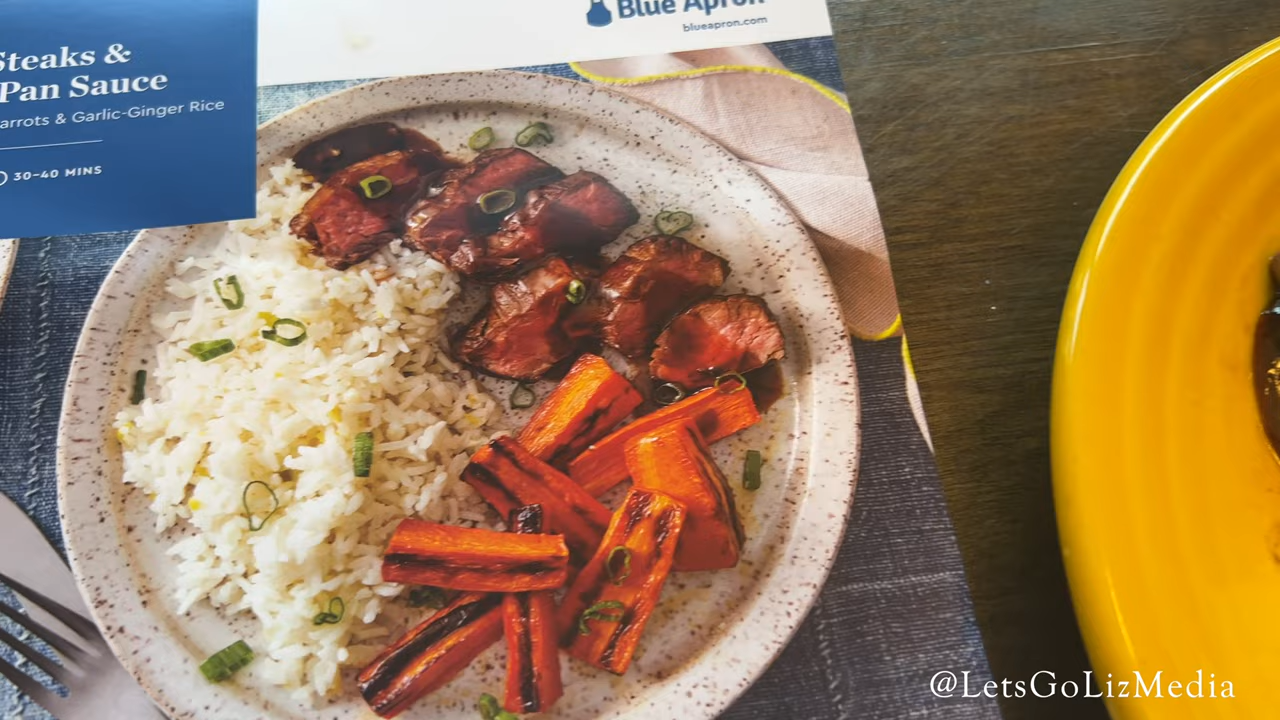 Steaks &
Pan Sauce
arrots & Garlic-Ginger Rice
30-40 MINS
Blue Apron
blueapron.com
@LetsGoLizMedia